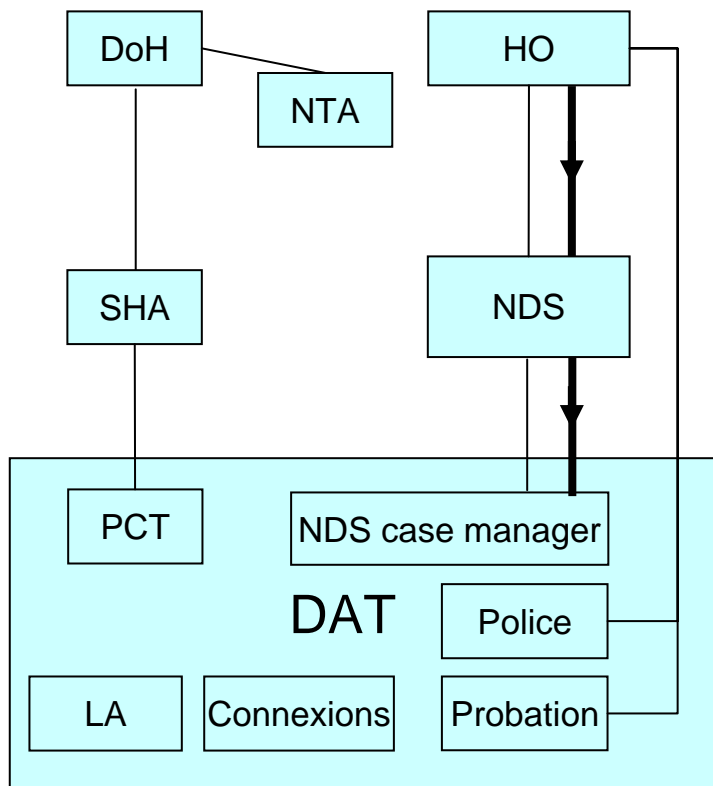 DoH
HO
NTA
SHA
NDS
PCT
NDS case manager
DAT
Police
LA
Connexions
Probation